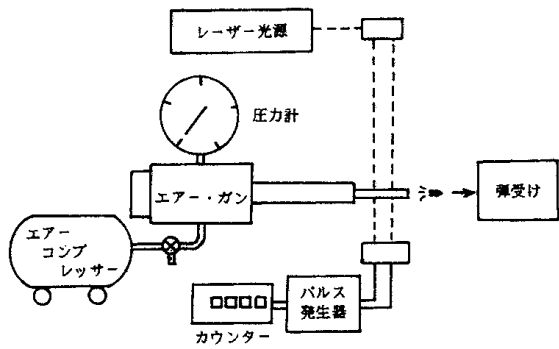 レーザー光源
圧力計
エアー・ガン
弾受け
エアー
コンプ
レッサー
パルス
発生器
カウンター